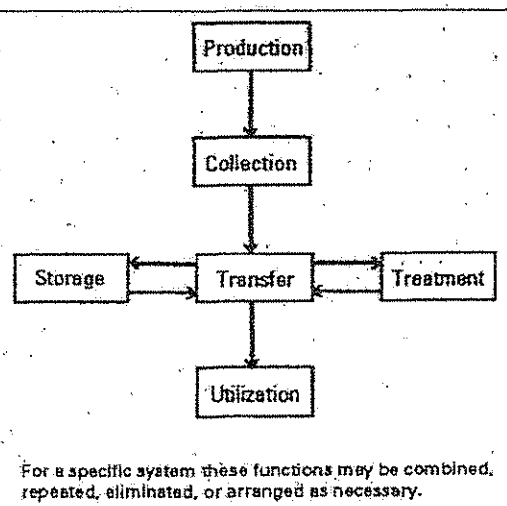 Production
Collection
Storage
Transfer
Treatment
Utilization
For a specific system these functions may be combined,
repeated, eliminated, or arranged as necessary.